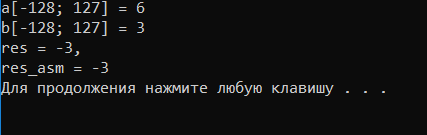 a[-128; 127] = 6
b[-128; 127] = 3
res = -3,
res_asm = -3
Для продолжения нажмите любую клавишу . . .